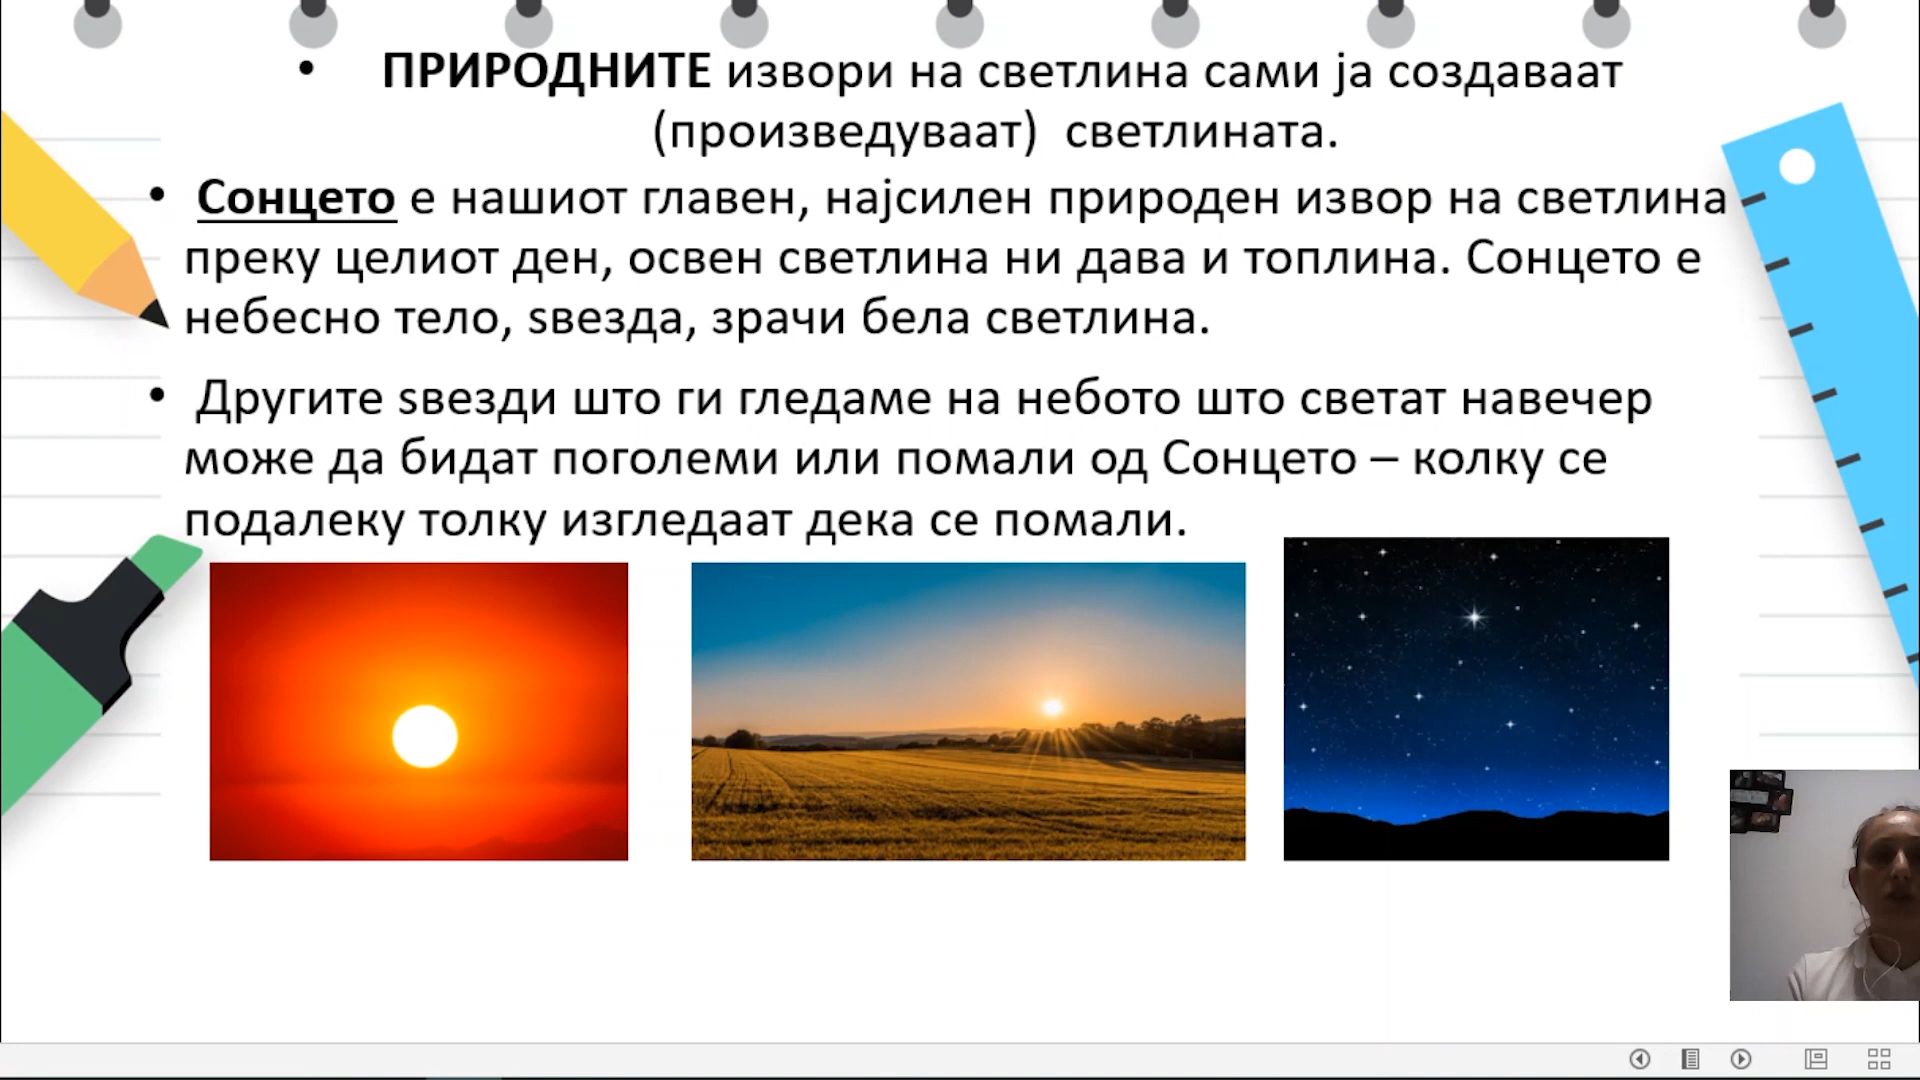 • ПРИРОДНИТЕ извори на светлина сами ја создаваат
(произведуваат) светлината.
• Сонцето е нашиот главен, најсилен природен извор на светлина
преку целиот ден, освен светлина ни дава и топлина. Сонцето е
небесно тело, ѕвезда, зрачи бела светлина.
• Другите ѕвезди што ги гледаме на небото што светат навечер
може да бидат поголеми или помали од Сонцето – колку се
подалеку толку изгледаат дека се помали.